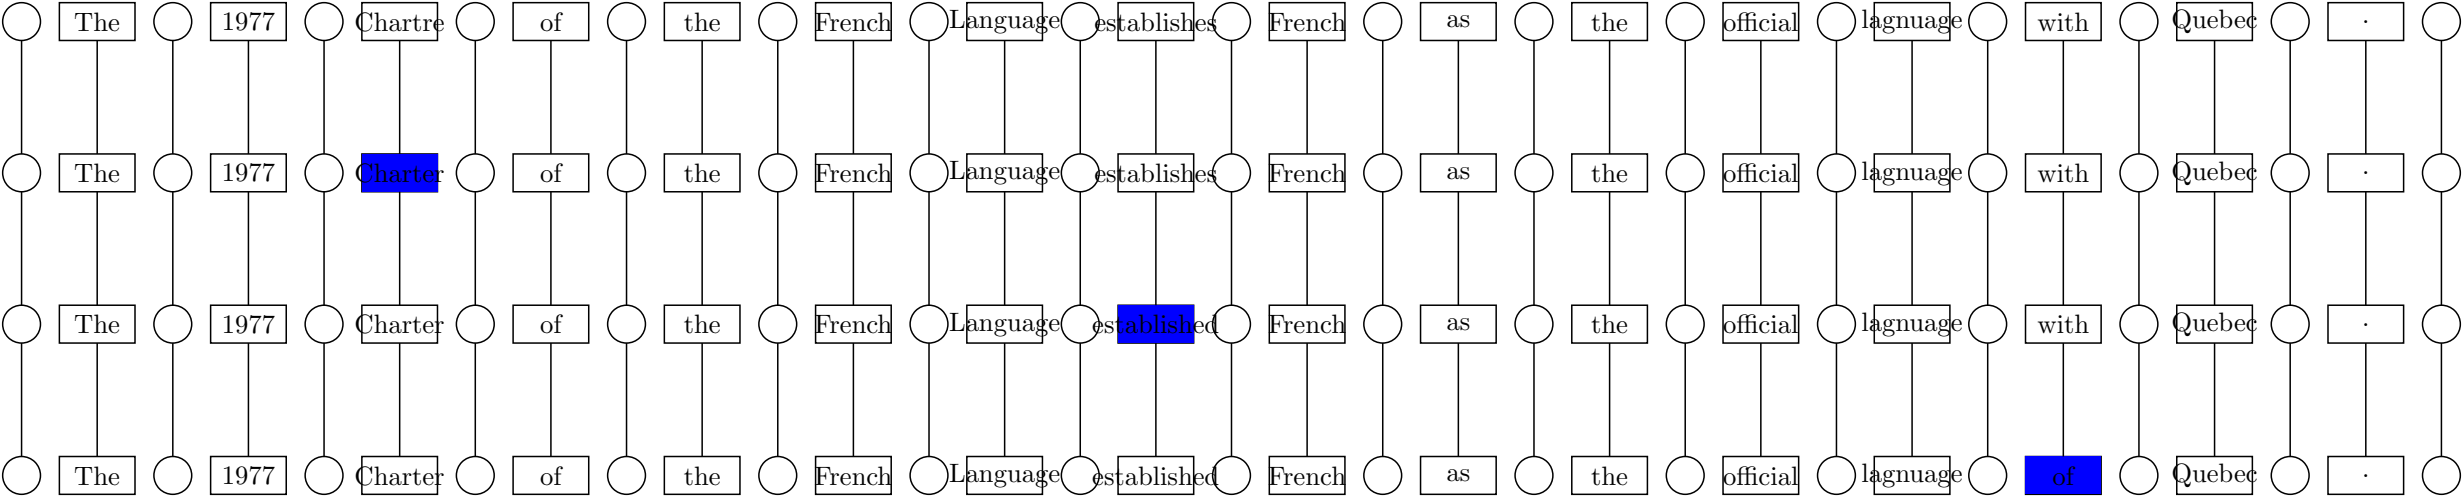 The 1977 Chartre of the French Language establishes French as the official lagnuage with Quebec .
The 1977 Charter of the French Language establishes French as the official lagnuage with Quebec .
The 1977 Charter of the French Language established French as the official lagnuage with Quebec .
The 1977 Charter of the French Language established French as the official lagnuage of Quebec .